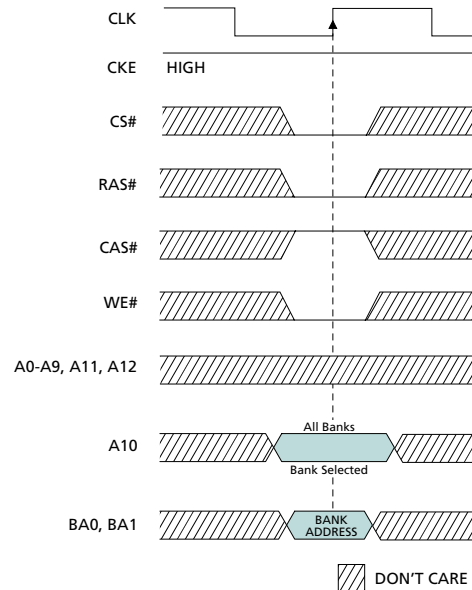 CLK
CKE HIGH
CS#
RAS#
CAS#
WE#
A0-A9, A11, A12
All Banks
A10
Bank Selected
BA0, BA1
BANK
ADDRESS
DON'T CARE